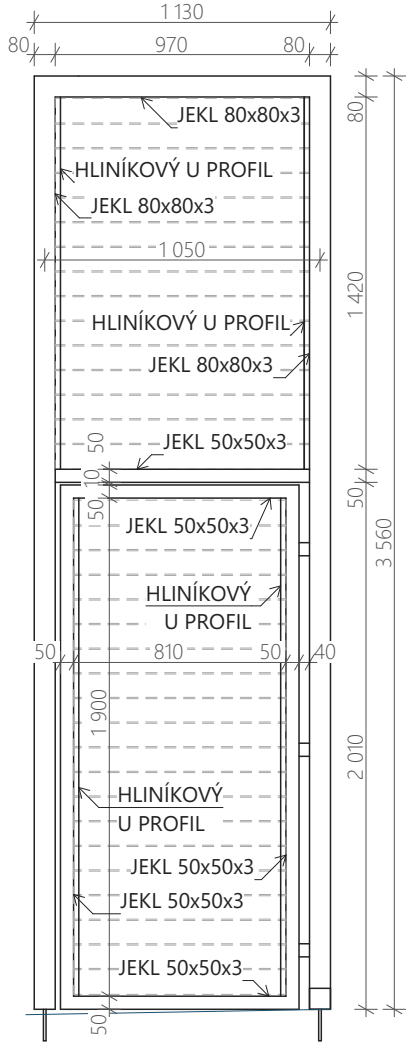 1 130
80 970 80
JEKL 80x80x3
80
HLINÍKOVÝ U PROFIL
JEKL 80x80x3
1 050
1 420
HLINÍKOVÝ U PROFIL
JEKL 80x80x3
JEKL 50x50x3
50
10
50
50
3 560
JEKL 50x50x3
HLINÍKOVÝ
U PROFIL
50 810 50 40
1 900
2 010
HLINÍKOVÝ
U PROFIL
JEKL 50x50x3
JEKL 50x50x3
JEKL 50x50x3
50